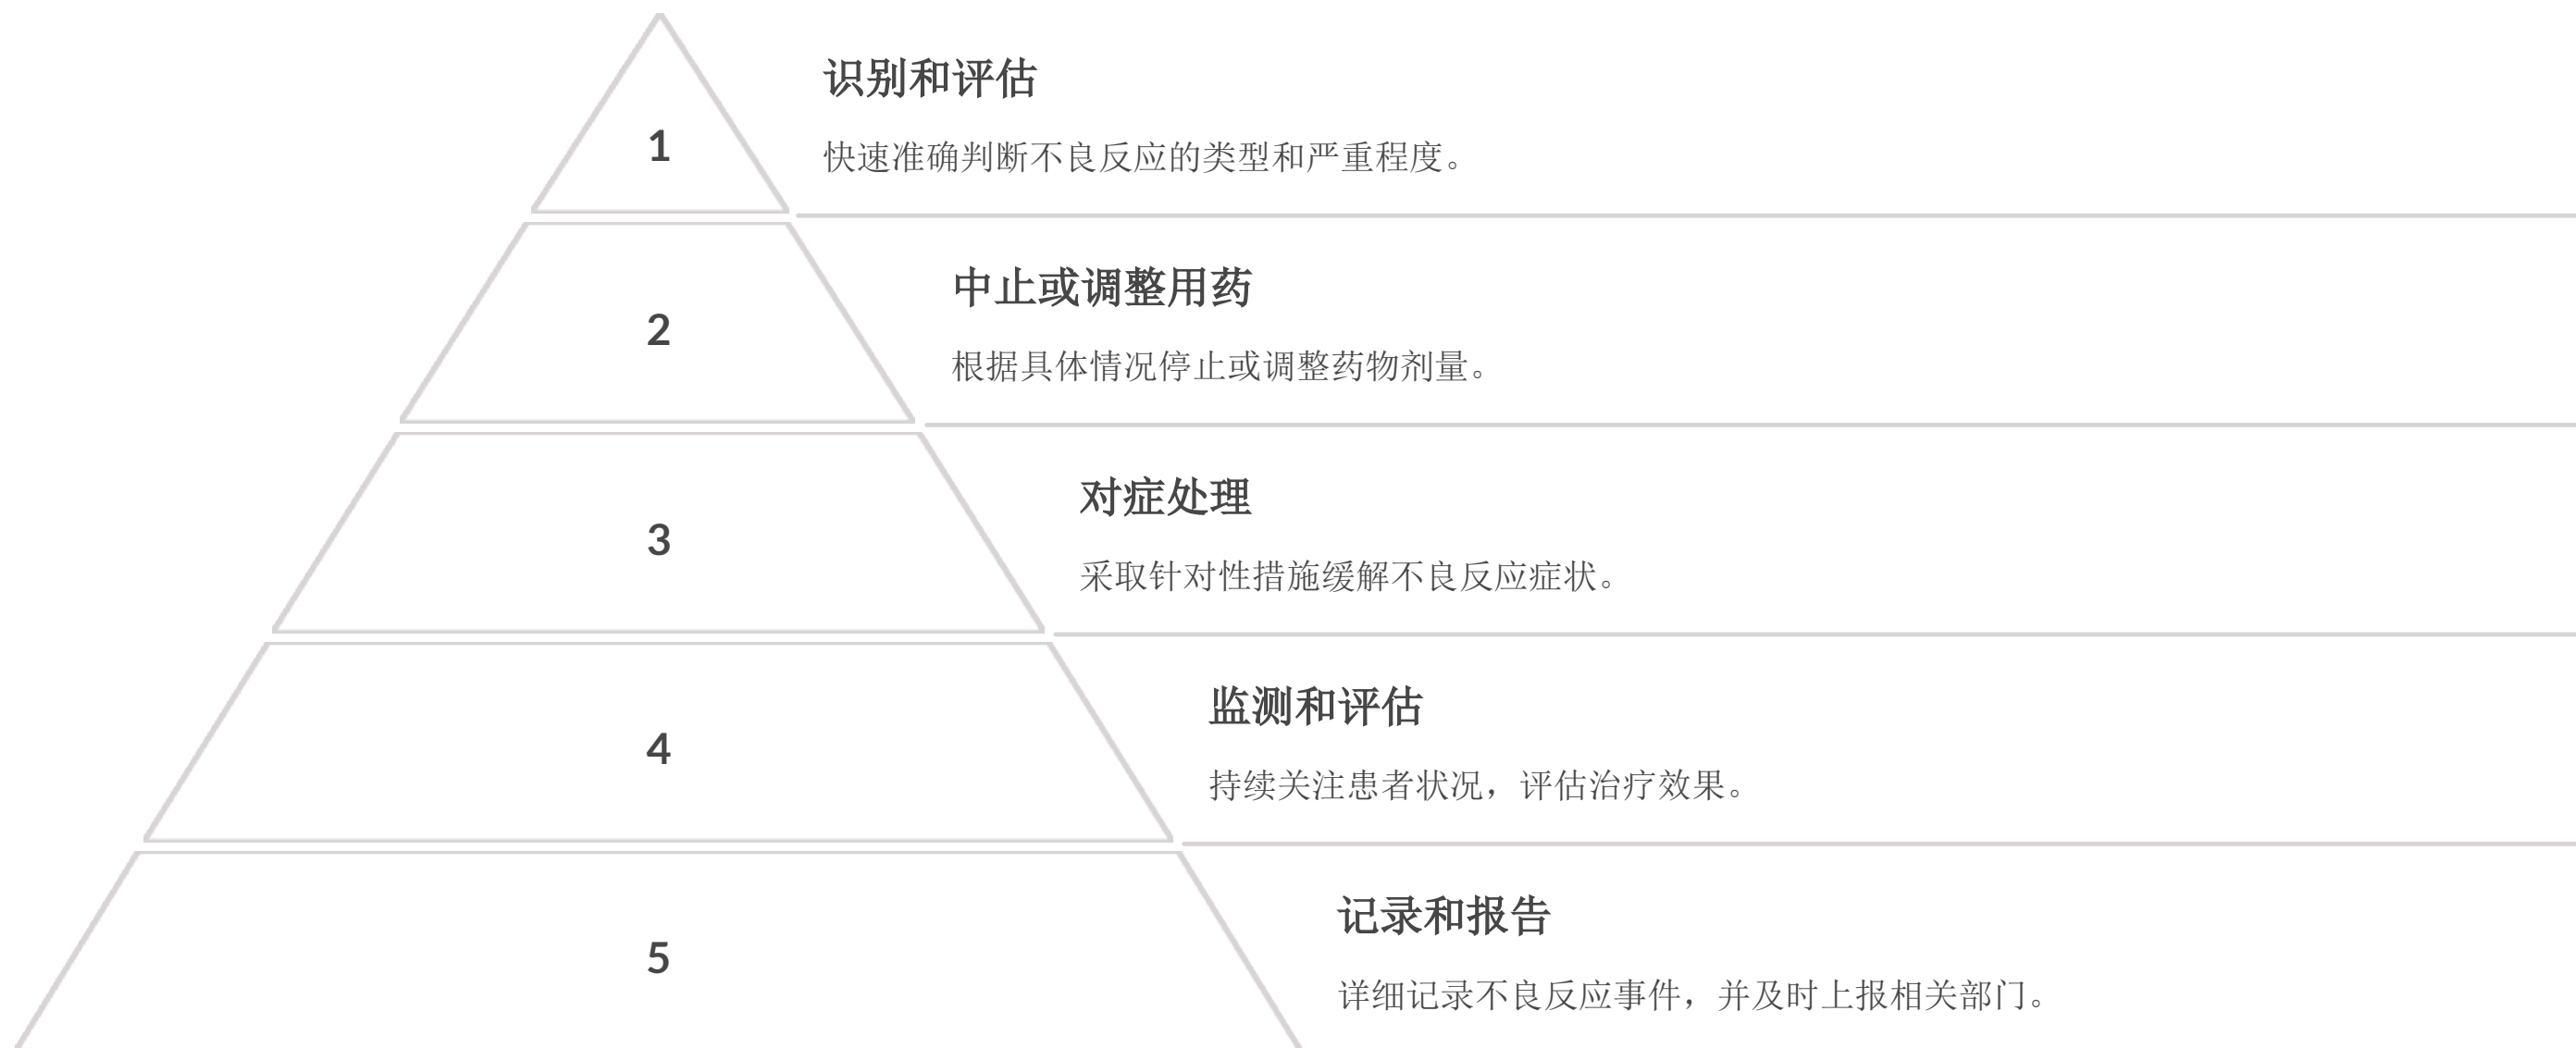 1
识别和评估
快速准确判断不良反应的类型和严重程度。
2
中止或调整用药
根据具体情况停止或调整药物剂量。
3
对症处理
采取针对性措施缓解不良反应症状。
4
监测和评估
持续关注患者状况，评估治疗效果。
5
记录和报告
详细记录不良反应事件，并及时上报相关部门。